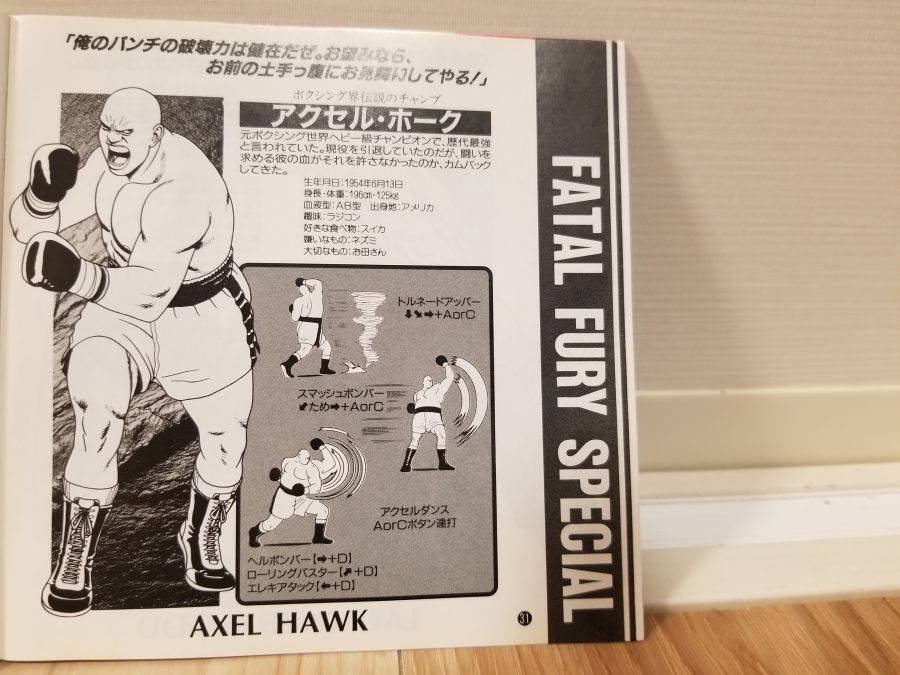 「俺のパンチの破壊力は健在だぜ。お望みなら、
お前の土手っ腹にお見舞いしてやる!」
ボクシング界伝説のチャンプ
アクセル・ホーク
元ボクシング世界ヘビー級チャンピオンで、歴代最強
と言われていた。現役を引退していたのだが、闘いを
求める彼の血がそれを許さなかったのか、カムバック
してきた。
生年月日:1954年6月13日
身長・体重:196cm・125kg
血液型:AB型 出身地:アメリカ
趣味:ラジコン
好きな食べ物:スイカ
嫌いなもの:ネズミ
大切なもの:お母さん
トルネードアッパー
⬇⬊➡+AorC
スマッシュボンバー
⬋ため➡+AorC
アクセルダンス
AorCボタン連打
ヘルボンバー【➡+D】
ローリングバスター【⬈+D】
エレキアタック【⬅+D】
AXEL HAWK
31
FATAL FURY SPECIAL